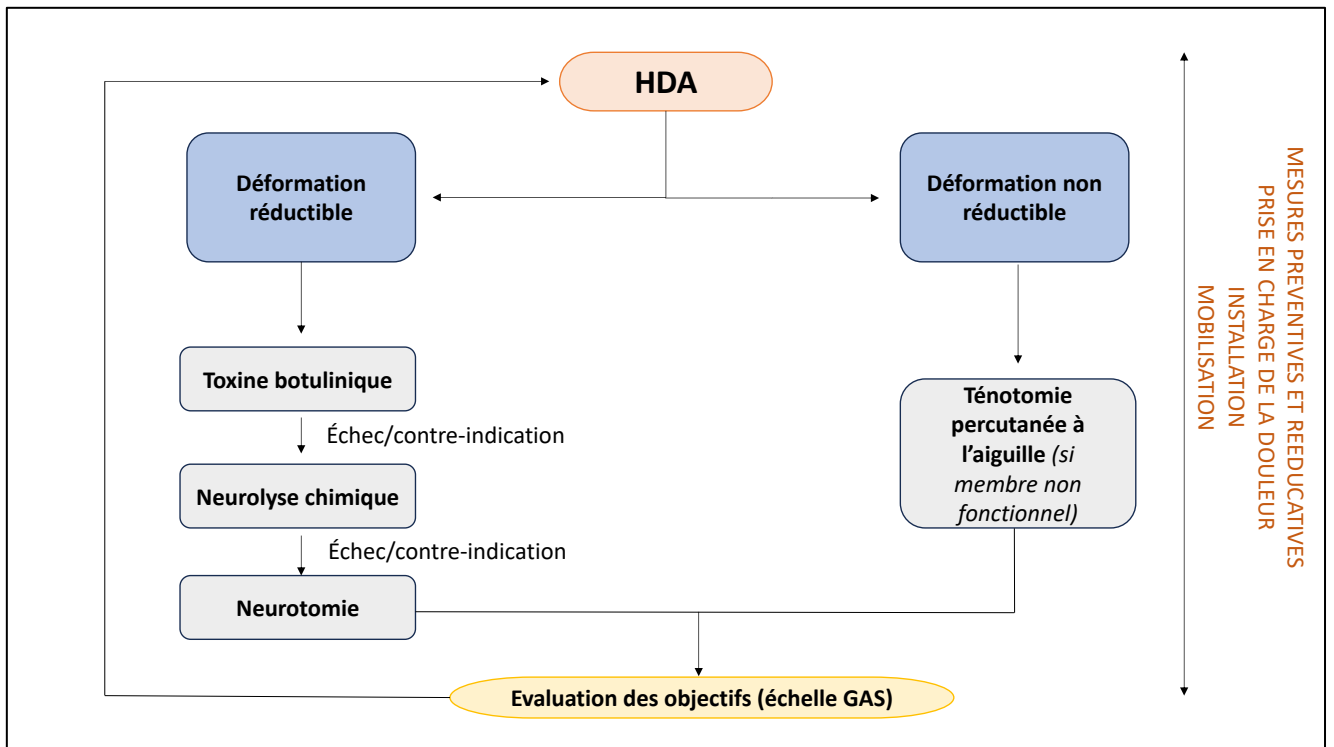 HDA
Déformation
réductible
Déformation non
réductible
Toxine botulinique
Échec/contre-indication
Neurolyse chimique
Échec/contre-indication
Neurotomie
Ténotomie
percutanée à
l’aiguille (si
membre non
fonctionnel)
Evaluation des objectifs (échelle GAS)
MESURES PREVENTIVES ET REEDUCATIVES
PRISE EN CHARGE DE LA DOULEUR
INSTALLATION
MOBILISATION